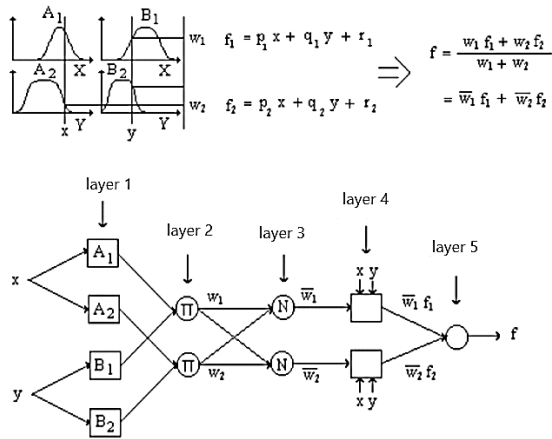 A₁ B₁
w₁ f₁ = p₁ x + q₁ y + r₁
X X
A₂ B₂
w₂ f₂ = p₂ x + q₂ y + r₂
x Y y Y
f = w₁ f₁ + w₂ f₂ / w₁ + w₂
= w̅₁ f₁ + w̅₂ f₂
layer 1
layer 2
layer 3
layer 4
layer 5
x
y
A₁
A₂
B₁
B₂
Π w₁ N w̅₁
Π w₂ N w̅₂
x y
x y
w̅₁ f₁
w̅₂ f₂
f